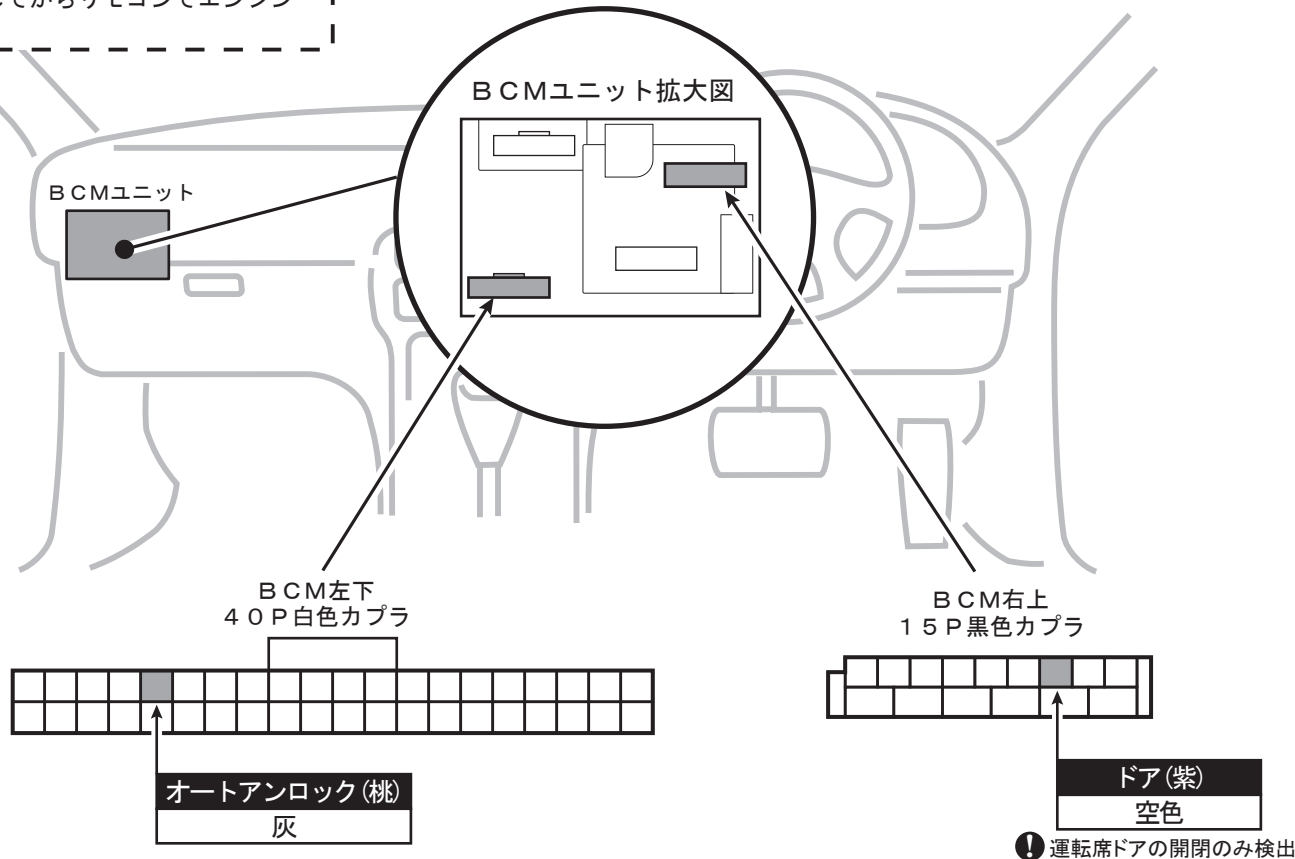 してからリモコンでエンジン
ＢＣＭユニット拡大図
ＢＣＭユニット
ＢＣＭ左下
４０Ｐ白色カプラ
ＢＣＭ右上
１５Ｐ黒色カプラ
オートアンロック(桃)
灰
ドア(紫)
空色
! 運転席ドアの開閉のみ検出